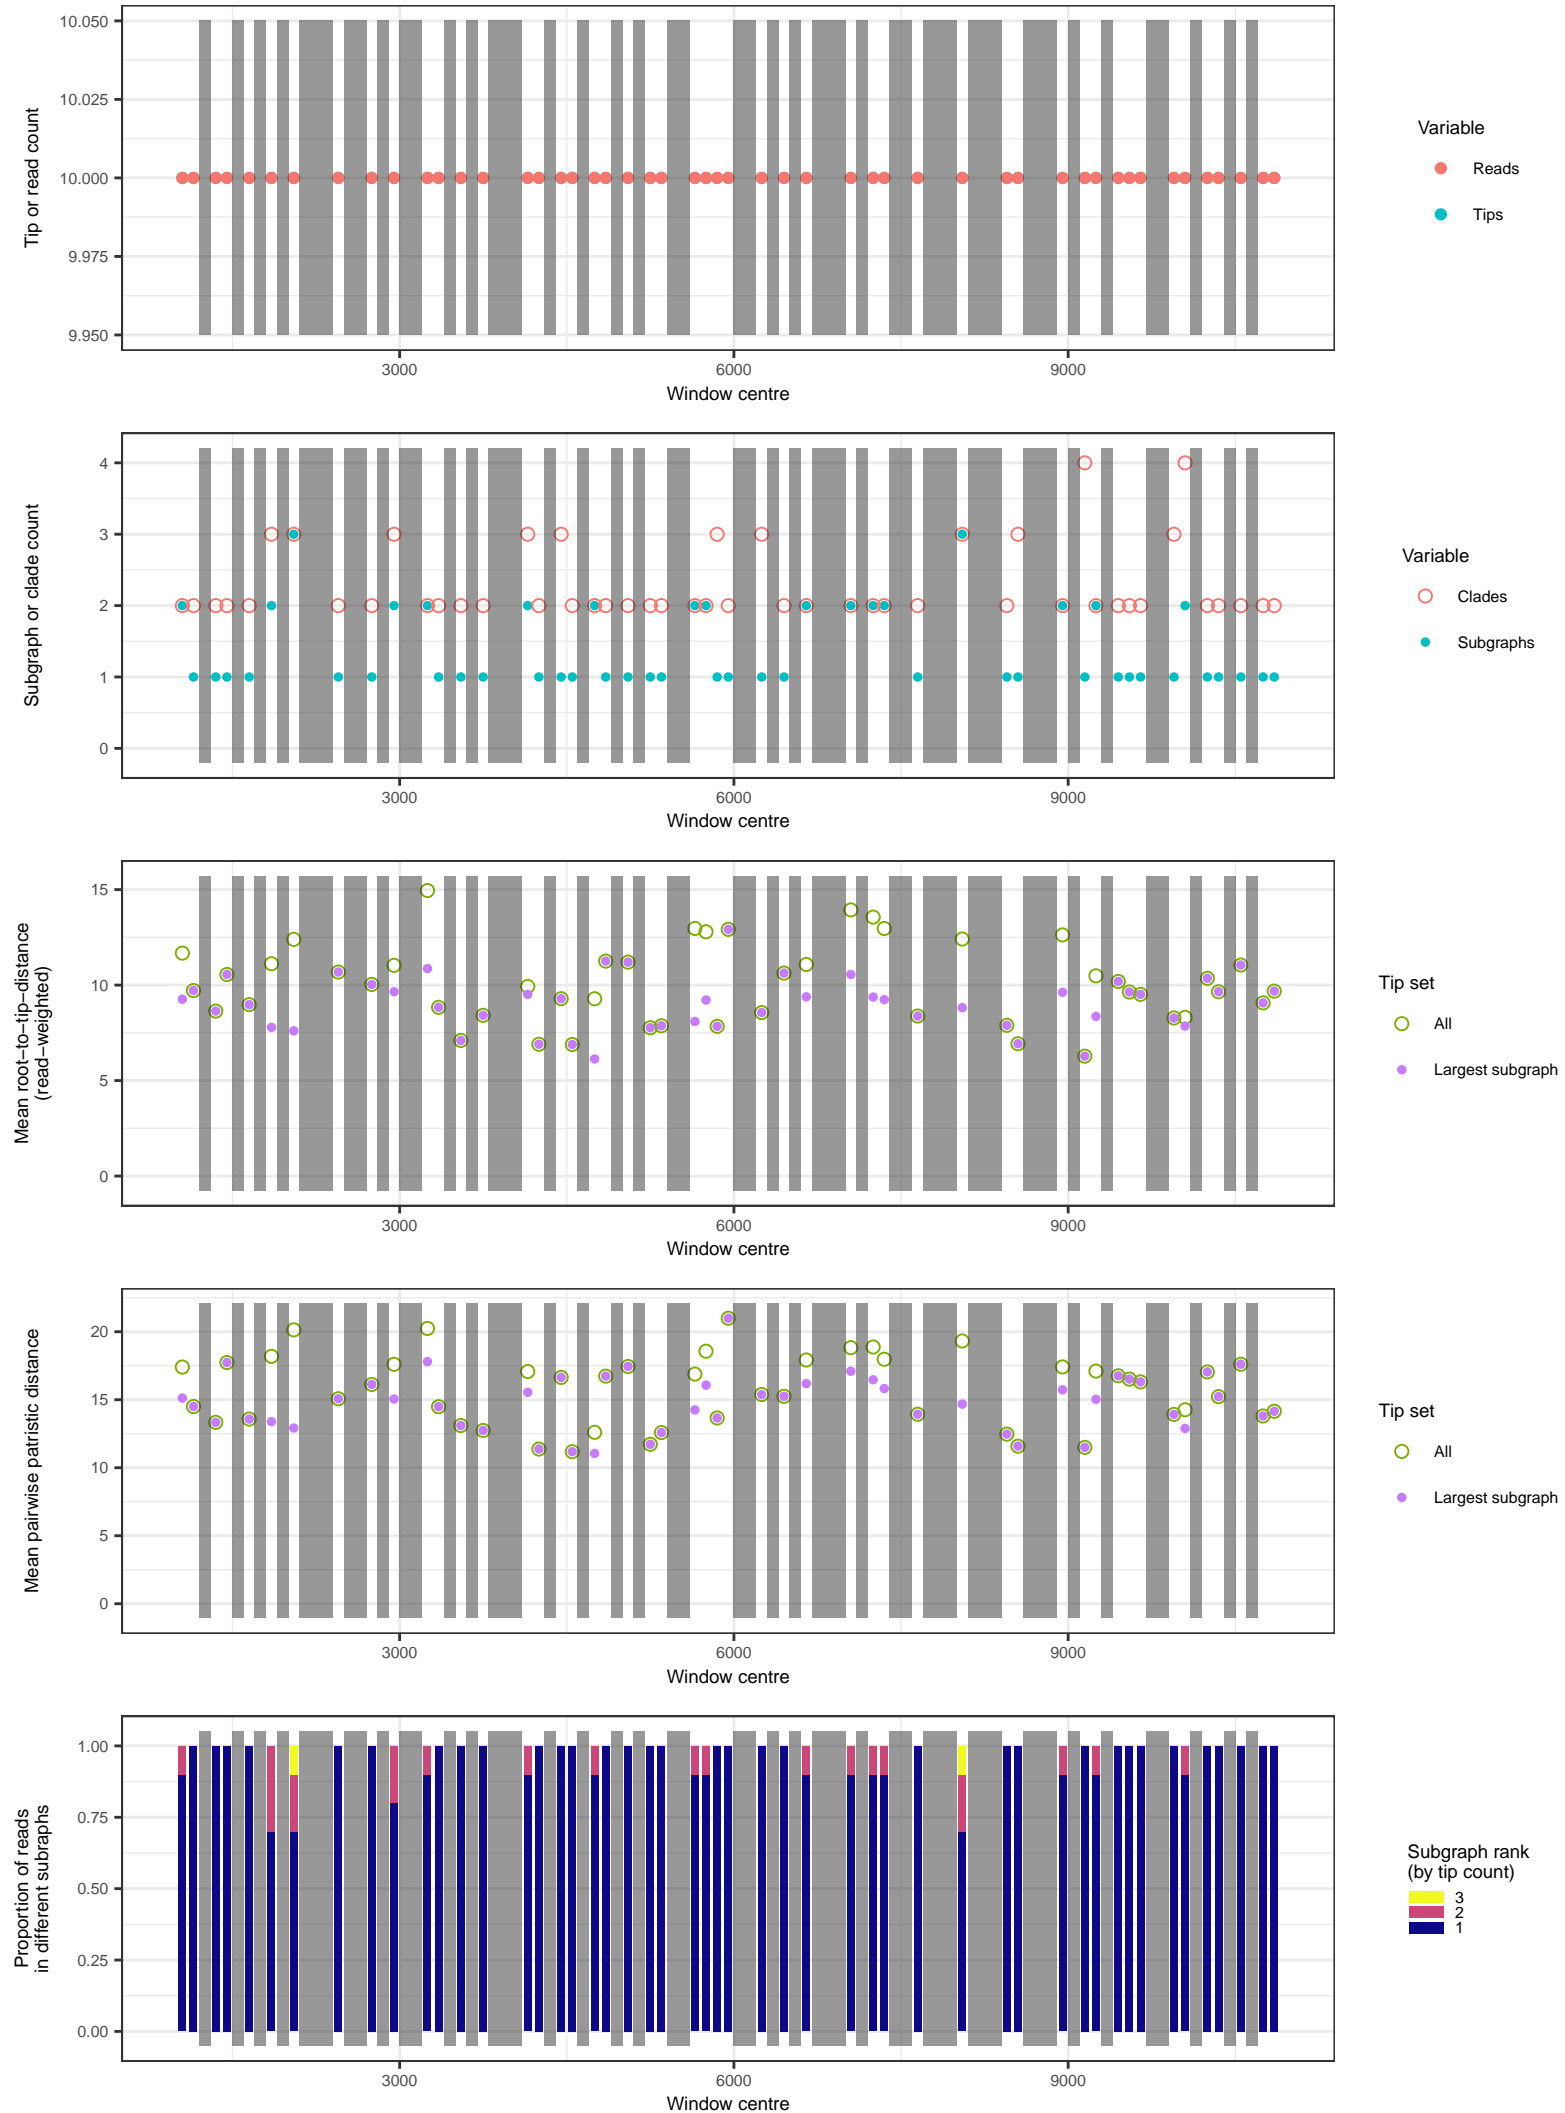 10.050
10.025
10.000
9.975
9.950
Tip or read count
3000
6000
9000
Window centre
Variable
Reads
Tips
4
3
2
1
0
Subgraph or clade count
3000
6000
9000
Window centre
Variable
Clades
Subgraphs
15
10
5
0
Mean root−to−tip−distance
(read−weighted)
3000
6000
9000
Window centre
Tip set
All
Largest subgraph
20
15
10
5
0
Mean pairwise patristic distance
3000
6000
9000
Window centre
Tip set
All
Largest subgraph
1.00
0.75
0.50
0.25
0.00
Proportion of reads
in different subraphs
3000
6000
9000
Window centre
Subgraph rank
(by tip count)
3
2
1